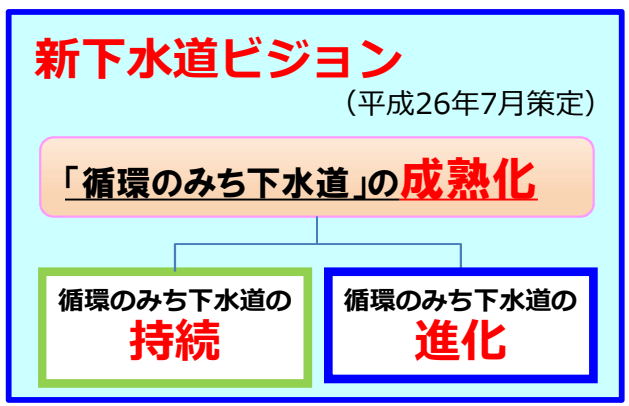 新下水道ビジョン
（平成26年7月策定）
「循環のみち下水道」の成熟化
循環のみち下水道の
持続
循環のみち下水道の
進化